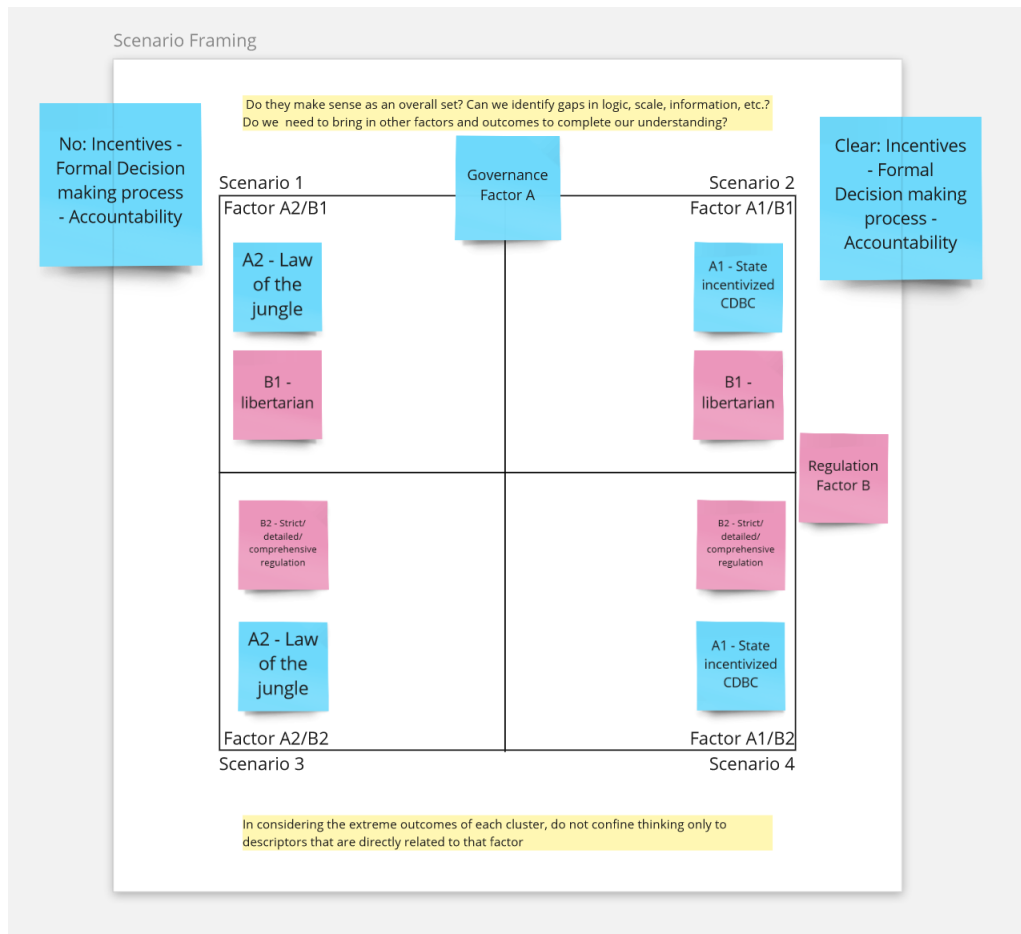 Scenario Framing
Do they make sense as an overall set? Can we identify gaps in logic, scale, information, etc.?
Do we  need to bring in other factors and outcomes to complete our understanding?
No: Incentives -
Formal Decision
making process
- Accountability
Governance
Factor A
Clear: Incentives
- Formal
Decision making
process -
Accountability
Scenario 1
Scenario 2
Factor A2/B1
Factor A1/B1
A2 - Law
of the
jungle
A1 - State
incentivized
CDBC
B1 -
libertarian
B1 -
libertarian
Regulation
Factor B
B2 - Strict/
detailed/
comprehensive
regulation
B2 - Strict/
detailed/
comprehensive
regulation
A2 - Law
of the
jungle
A1 - State
incentivized
CDBC
Factor A2/B2
Factor A1/B2
Scenario 3
Scenario 4
In considering the extreme outcomes of each cluster, do not confine thinking only to
descriptors that are directly related to that factor